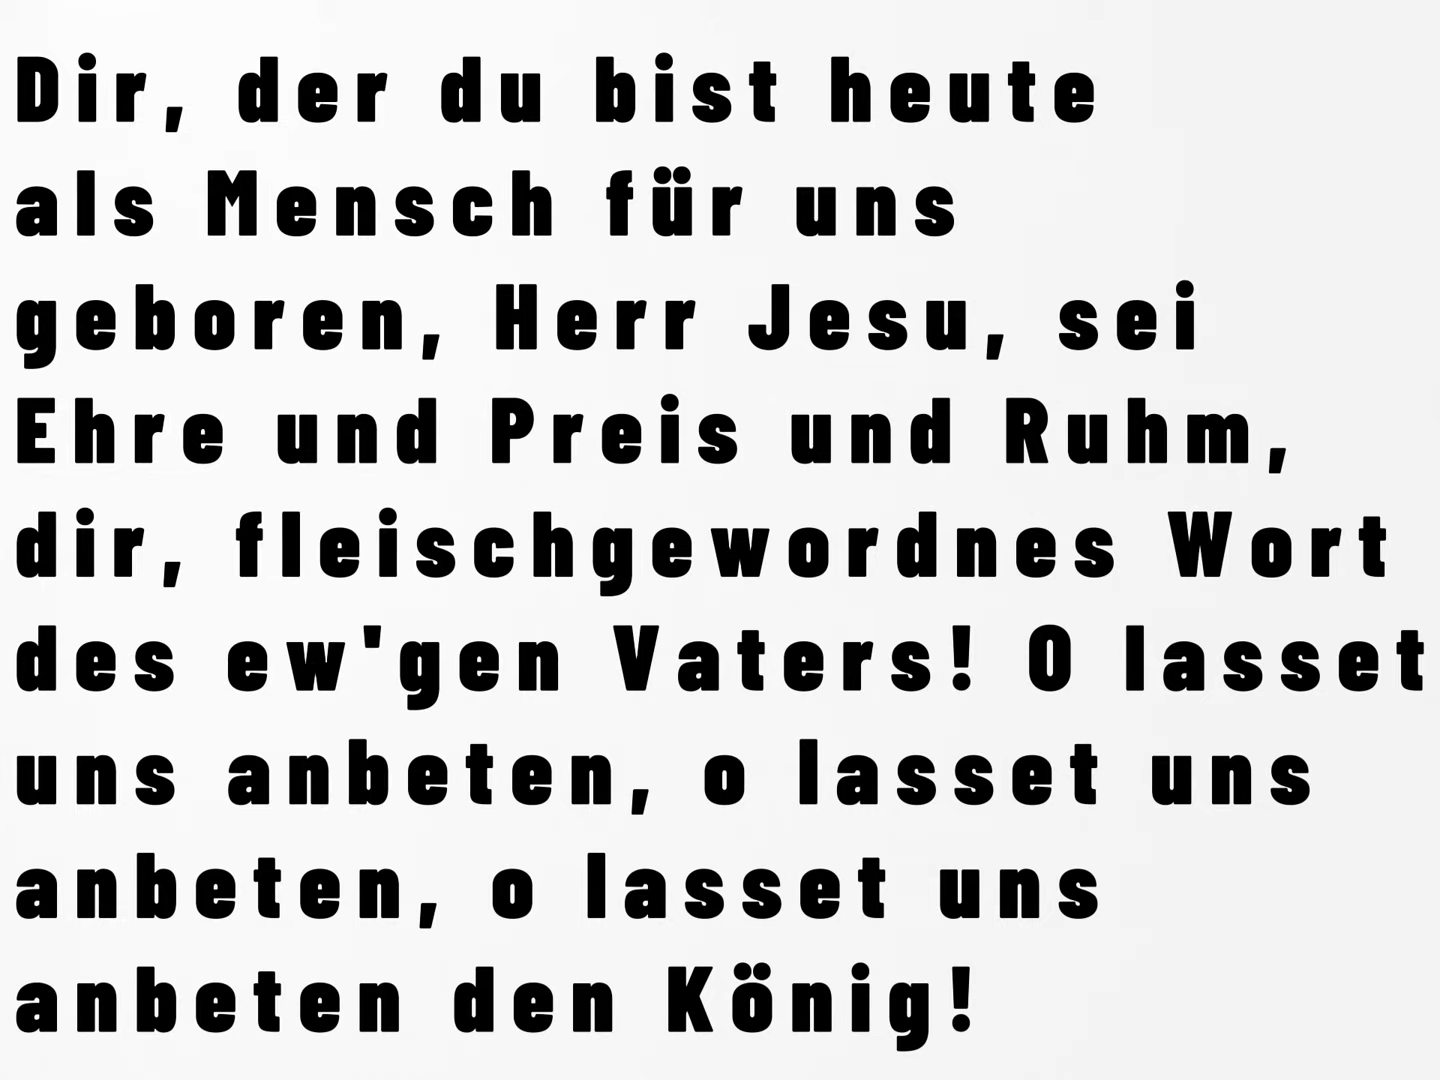 Dir, der du bist heute
als Mensch für uns
geboren, Herr Jesu, sei
Ehre und Preis und Ruhm,
dir, fleischgewordnes Wort
des ew'gen Vaters! O lasset
uns anbeten, o lasset uns
anbeten, o lasset uns
anbeten den König!